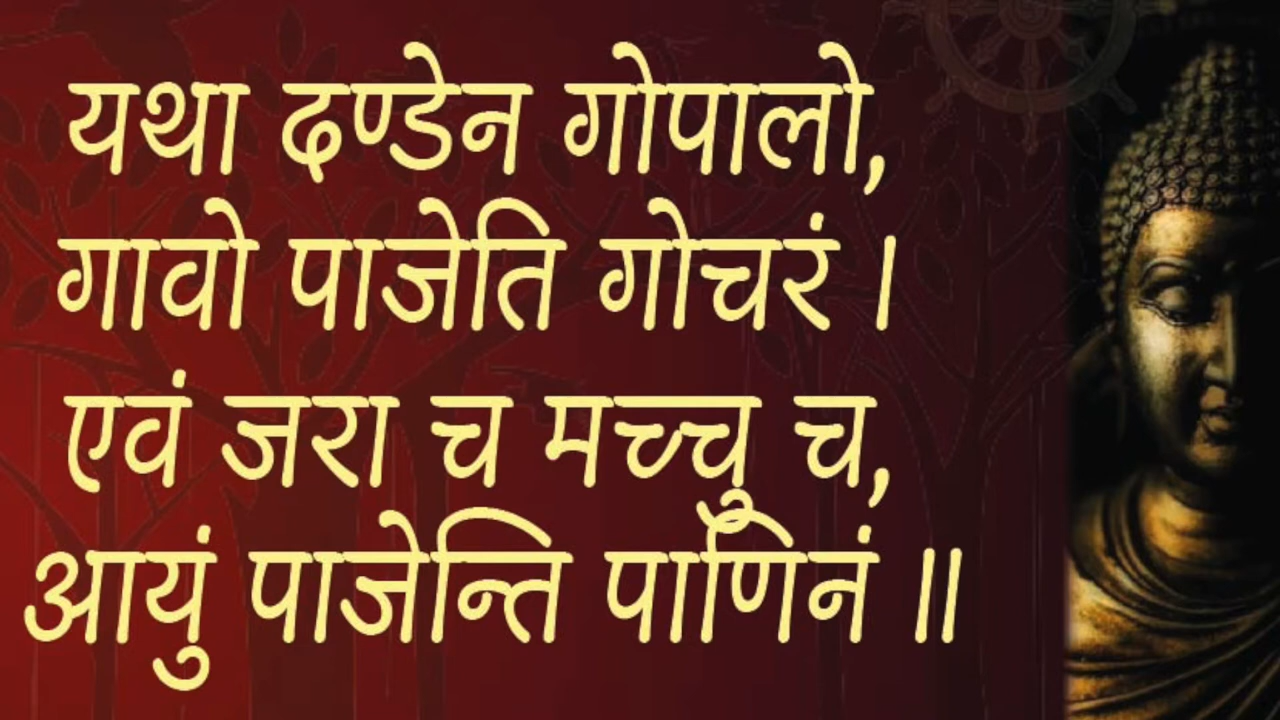 यथा दण्डेन गोपालो,
गावो पाजेति गोचरं ।
एवं जरा च मच्चु च,
आयुं पाजेन्ति पाणिनं ॥